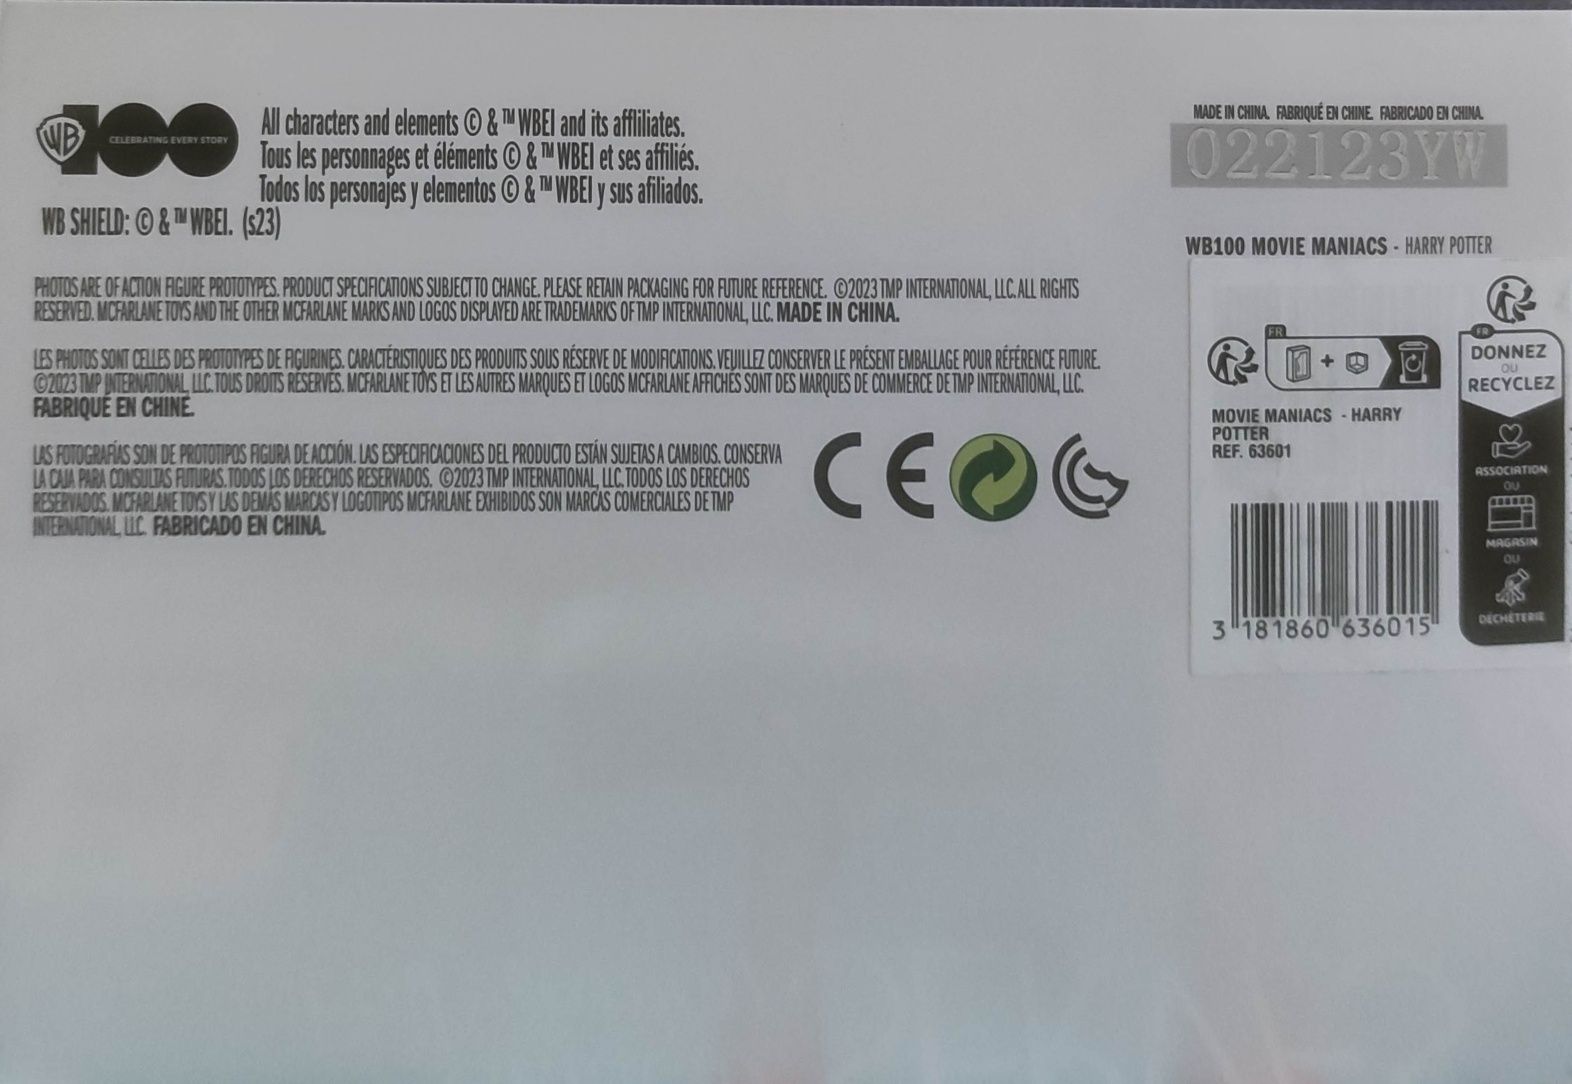 WB 100 CELEBRATING EVERY STORY
All characters and elements © & ™ WBEI and its affliliates.
Tous les personnages et éléments © & ™ WBEI et ses affiliés.
Todos los personajes y elementos © & ™ WBEI y sus afiliados.
WB SHIELD: © & ™ WBEI. (s23)
PHOTOS ARE OF ACTION FIGURE PROTOTYPES. PRODUCT SPECIFICATIONS SUBJECT TO CHANGE. PLEASE RETAIN PACKAGING FOR FUTURE REFERENCE. ©2023 TMP INTERNATIONAL, LLC. ALL RIGHTS
RESERVED. MCFARLANE TOYS AND THE OTHER MCFARLANE MARKS AND LOGOS DISPLAYED ARE TRADEMARKS OF TMP INTERNATIONAL, LLC. MADE IN CHINA.
LES PHOTOS SONT CELLES DES PROTOTYPES DE FIGURINES. CARACTÉRISTIQUES DES PRODUITS SOUS RÉSERVE DE MODIFICATIONS. VEUILLEZ CONSERVER LE PRÉSENT EMBALLAGE POUR RÉFÉRENCE FUTURE.
©2023 TMP INTERNATIONAL, LLC. TOUS DROITS RÉSERVÉS. MCFARLANE TOYS ET LES AUTRES MARQUES ET LOGOS MCFARLANE AFFICHÉS SONT DES MARQUES DE COMMERCE DE TMP INTERNATIONAL, LLC.
FABRIQUÉ EN CHINE.
LAS FOTOGRAFÍAS SON DE PROTOTIPOS FIGURA DE ACCIÓN. LAS ESPECIFICACIONES DEL PRODUCTO ESTÁN SUJETAS A CAMBIOS. CONSERVA
LA CAJA PARA CONSULTAS FUTURAS. TODOS LOS DERECHOS RESERVADOS. ©2023 TMP INTERNATIONAL, LLC. TODOS LOS DERECHOS
RESERVADOS. MCFARLANE TOYS Y LAS DEMÁS MARCAS Y LOGOTIPOS MCFARLANE EXHIBIDOS SON MARCAS COMERCIALES DE TMP
INTERNATIONAL, LLC. FABRICADO EN CHINA.
CE
MADE IN CHINA. FABRIQUÉ EN CHINE. FABRICADO EN CHINA.
022123YW
WB100 MOVIE MANIACS - HARRY POTTER
FR
+
MOVIE MANIACS - HARRY
POTTER
REF. 63601
3 181860 636015
FR
DONNEZ
OU
RECYCLEZ
ASSOCIATION
OU
MAGASIN
OU
DÉCHÈTERIE